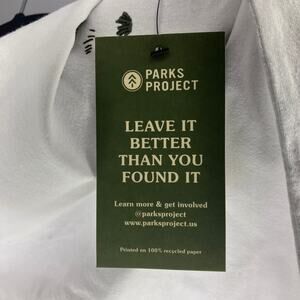 PARKS
PROJECT
LEAVE IT
BETTER
THAN YOU
FOUND IT
Learn more & get involved
@parksproject
www.parksproject.us
Printed on 100% recycled paper